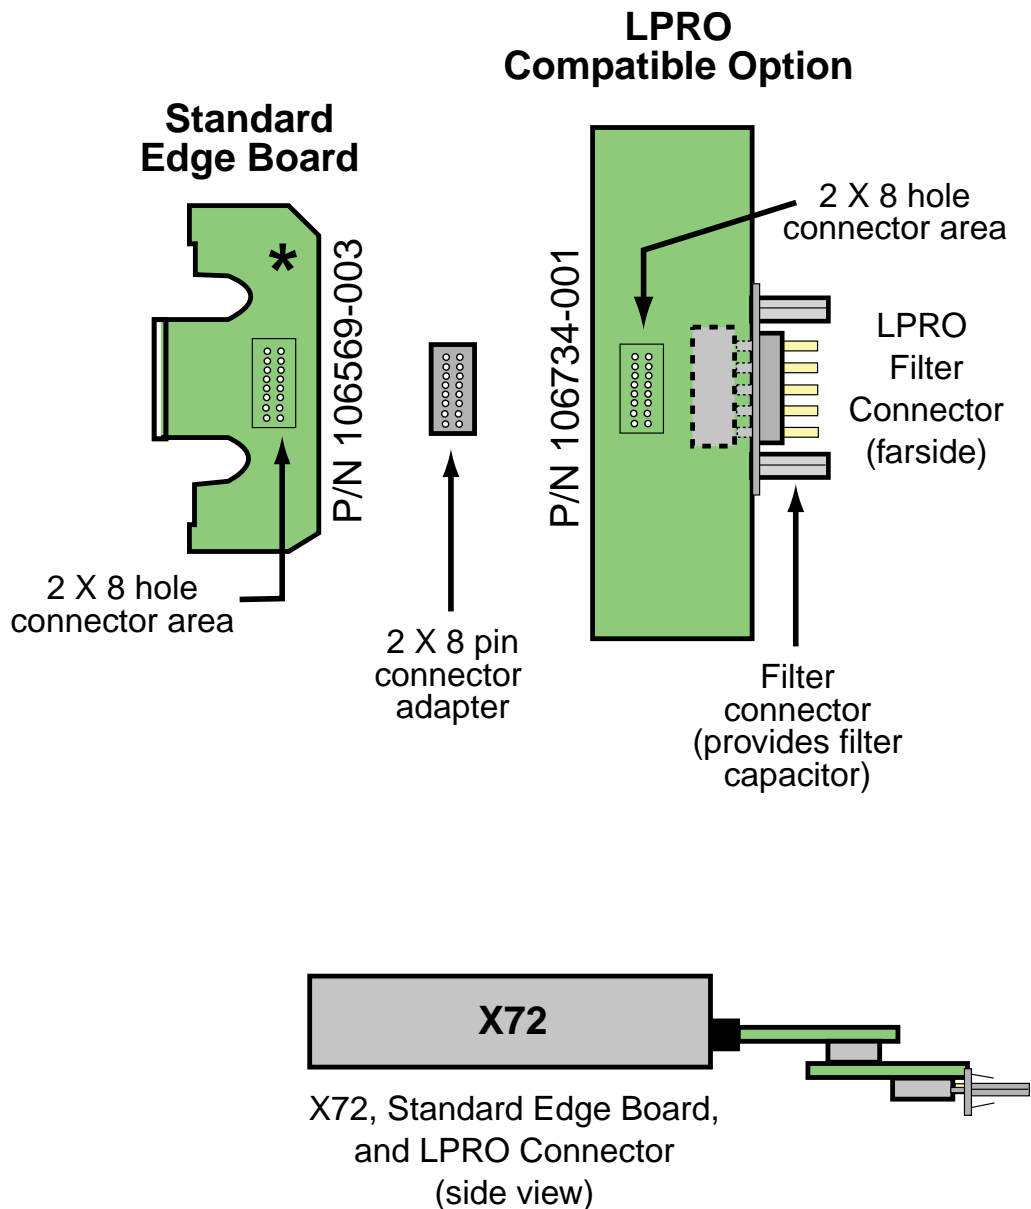 LPRO
Compatible Option
Standard
Edge Board
*
P/N 106569-003
2 X 8 hole
connector area
2 X 8 pin
connector
adapter
P/N 106734-001
2 X 8 hole
connector area
LPRO
Filter
Connector
(farside)
Filter
connector
(provides filter
capacitor)
X72
X72, Standard Edge Board,
and LPRO Connector
(side view)